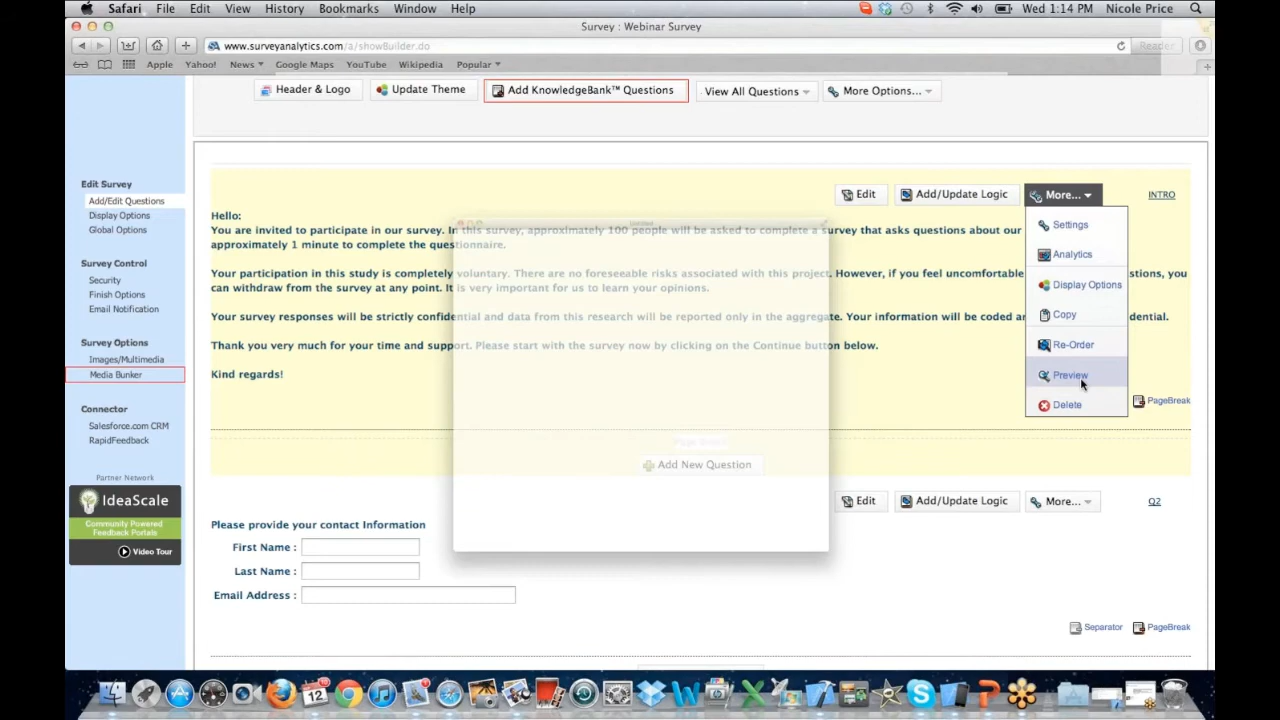 Safari File Edit View History Bookmarks Window Help Wed 1:14 PM Nicole Price
Survey : Webinar Survey
www.surveyanalytics.com/a/showBuilder.do Reader
Apple Yahoo! News Google Maps YouTube Wikipedia Popular
Header & Logo Update Theme Add KnowledgeBank™ Questions View All Questions More Options...
Edit Survey
Add/Edit Questions
Display Options
Global Options
Survey Control
Security
Finish Options
Email Notification
Survey Options
Images/Multimedia
Media Bunker
Connector
Salesforce.com CRM
RapidFeedback
Partner Network
IdeaScale
Community Powered
Feedback Portals
Video Tour
Edit Add/Update Logic More... INTRO
Settings
Analytics
Display Options
Copy
Re-Order
Preview
Delete
Hello:
You are invited to participate in our survey. In this survey, approximately 100 people will be asked to complete a survey that asks questions about our
approximately 1 minute to complete the questionnaire.
Your participation in this study is completely voluntary. There are no foreseeable risks associated with this project. However, if you feel uncomfortable stions, you
can withdraw from the survey at any point. It is very important for us to learn your opinions.
Your survey responses will be strictly confidential and data from this research will be reported only in the aggregate. Your information will be coded an dential.
Thank you very much for your time and support. Please start with the survey now by clicking on the Continue button below.
Kind regards!
PageBreak
Page Break
Add New Question
Edit Add/Update Logic More... Q2
Please provide your contact Information
First Name :
Last Name :
Email Address :
Separator PageBreak
12